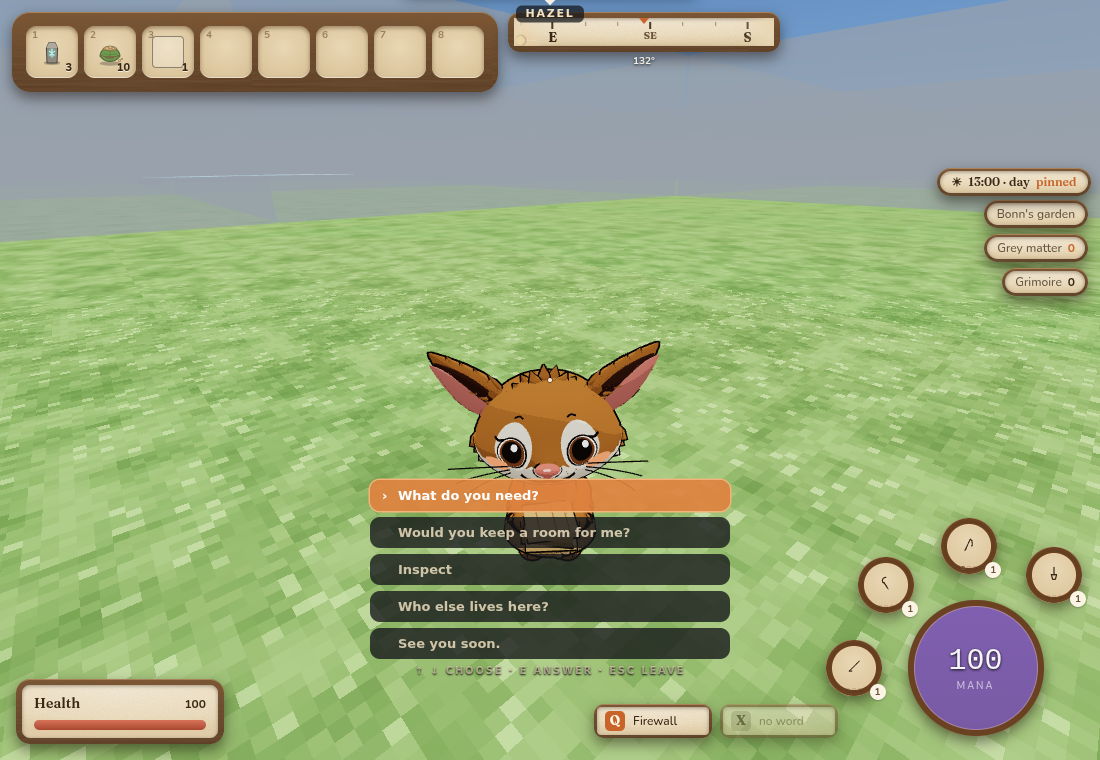 HAZEL
1 2 3 4 5 6 7 8
3 10 1
E SE S
132°
☀ 13:00 · day pinned
Bonn's garden
Grey matter 0
Grimoire 0
› What do you need?
Would you keep a room for me?
Inspect
Who else lives here?
See you soon.
↑ ↓ CHOOSE · E ANSWER · ESC LEAVE
1
1
1
1
100
MANA
Health 100
Q Firewall
X no word